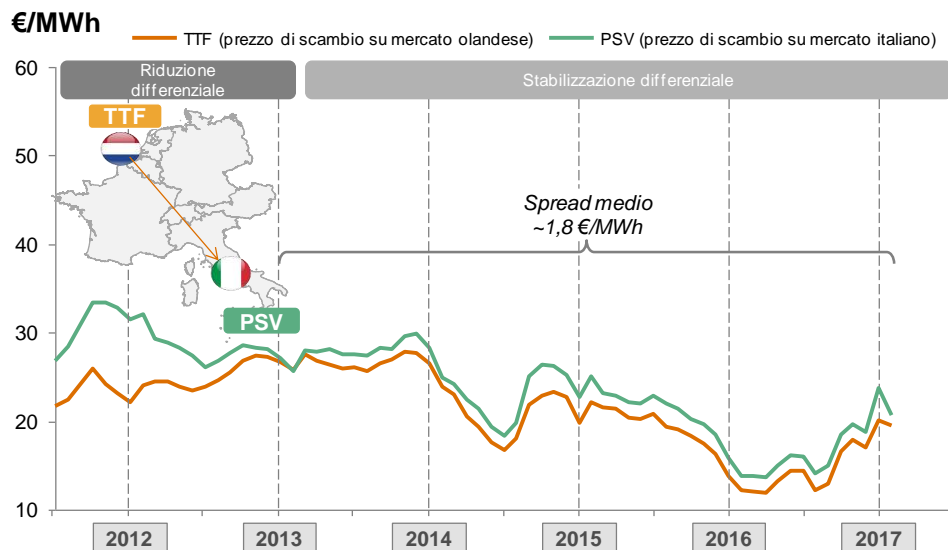 €/MWh
TTF (prezzo di scambio su mercato olandese)
PSV (prezzo di scambio su mercato italiano)
60
Riduzione
differenziale
Stabilizzazione differenziale
TTF
50
Spread medio
~1,8 €/MWh
40
PSV
30
20
10
2012
2013
2014
2015
2016
2017